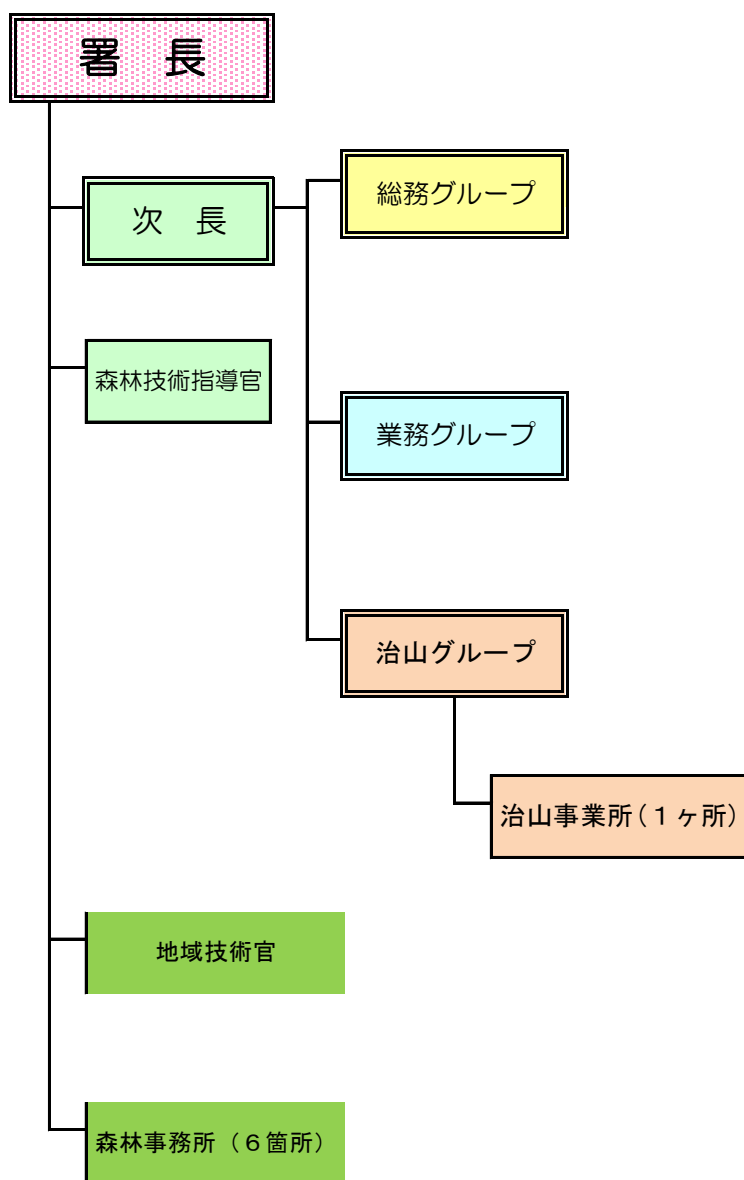 署　長
次　長
総務グループ
森林技術指導官
業務グループ
治山グループ
治山事業所（１ヶ所）
地域技術官
森林事務所（６箇所）